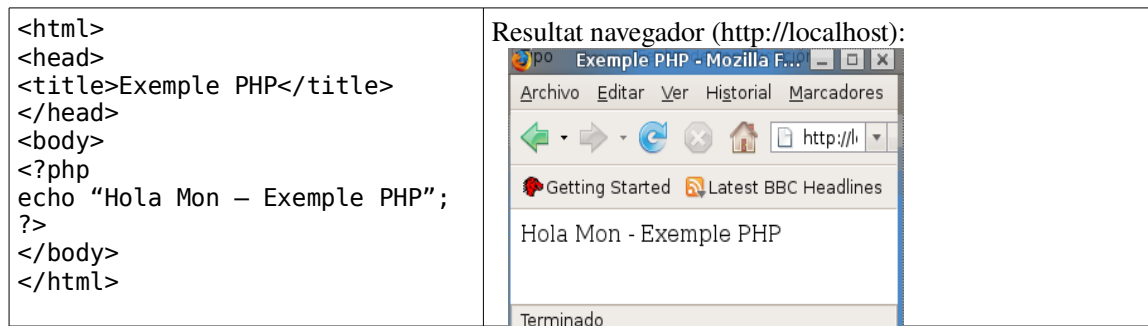 <html>
<head>
<title>Exemple PHP</title>
</head>
<body>
<?php
echo “Hola Mon – Exemple PHP”;
?>
</body>
</html>
Resultat navegador (http://localhost):
Exemple PHP - Mozilla F...
Archivo Editar Ver Historial Marcadores
http://l
Getting Started Latest BBC Headlines
Hola Mon - Exemple PHP
Terminado